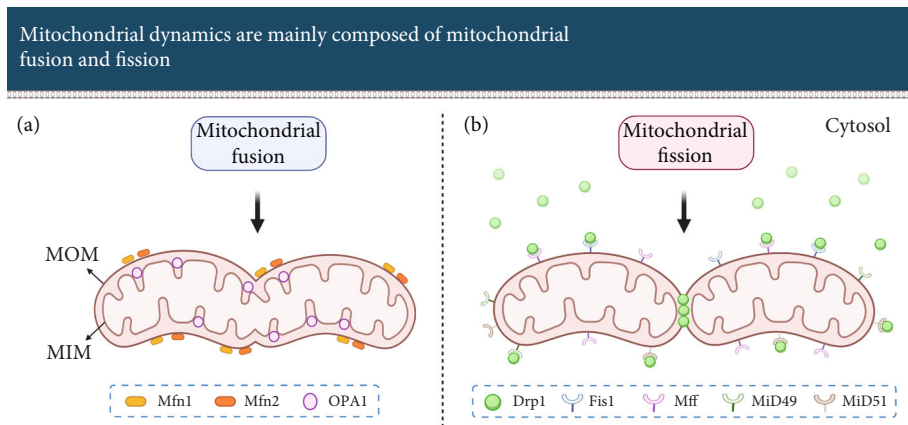 Mitochondrial dynamics are mainly composed of mitochondrial
fusion and fission
(a)
Mitochondrial
fusion
MOM
MIM
Mfn1
Mfn2
OPA1
(b)
Mitochondrial
fission
Cytosol
Drp1
Fis1
Mff
MiD49
MiD51